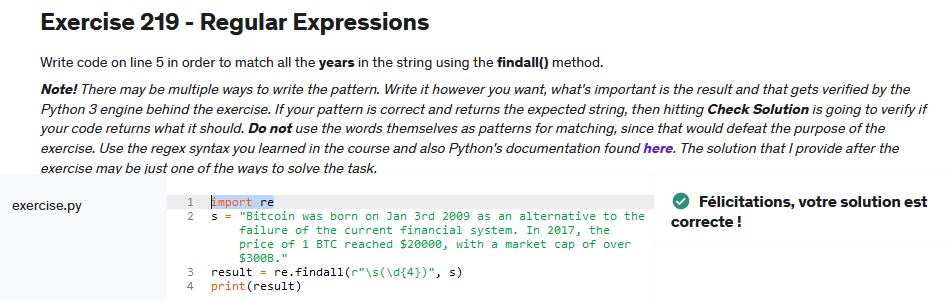 Exercise 219 - Regular Expressions
Write code on line 5 in order to match all the years in the string using the findall() method.
Note! There may be multiple ways to write the pattern. Write it however you want, what's important is the result and that gets verified by the
Python 3 engine behind the exercise. If your pattern is correct and returns the expected string, then hitting Check Solution is going to verify if
your code returns what it should. Do not use the words themselves as patterns for matching, since that would defeat the purpose of the
exercise. Use the regex syntax you learned in the course and also Python's documentation found here. The solution that I provide after the
exercise may be just one of the ways to solve the task.
exercise.py
1 import re
2 s = "Bitcoin was born on Jan 3rd 2009 as an alternative to the
failure of the current financial system. In 2017, the
price of 1 BTC reached $20000, with a market cap of over
$300B."
3 result = re.findall(r"\s(\d{4})", s)
4 print(result)
Félicitations, votre solution est
correcte !